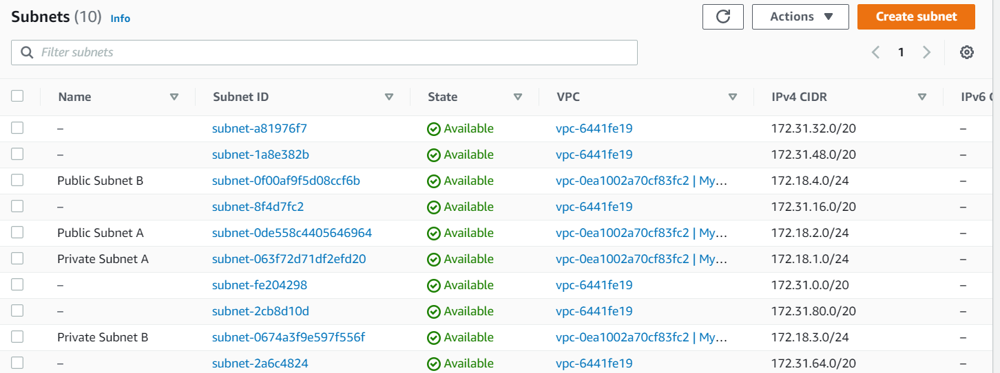 Subnets (10) Info Actions Create subnet
Filter subnets 1
Name Subnet ID State VPC IPv4 CIDR IPv6 C
– subnet-a81976f7 Available vpc-6441fe19 172.31.32.0/20 –
– subnet-1a8e382b Available vpc-6441fe19 172.31.48.0/20 –
Public Subnet B subnet-0f00af9f5d08ccf6b Available vpc-0ea1002a70cf83fc2 | My… 172.18.4.0/24 –
– subnet-8f4d7fc2 Available vpc-6441fe19 172.31.16.0/20 –
Public Subnet A subnet-0de558c4405646964 Available vpc-0ea1002a70cf83fc2 | My… 172.18.2.0/24 –
Private Subnet A subnet-063f72d71df2efd20 Available vpc-0ea1002a70cf83fc2 | My… 172.18.1.0/24 –
– subnet-fe204298 Available vpc-6441fe19 172.31.0.0/20 –
– subnet-2cb8d10d Available vpc-6441fe19 172.31.80.0/20 –
Private Subnet B subnet-0674a3f9e597f556f Available vpc-0ea1002a70cf83fc2 | My… 172.18.3.0/24 –
– subnet-2a6c4824 Available vpc-6441fe19 172.31.64.0/20 –